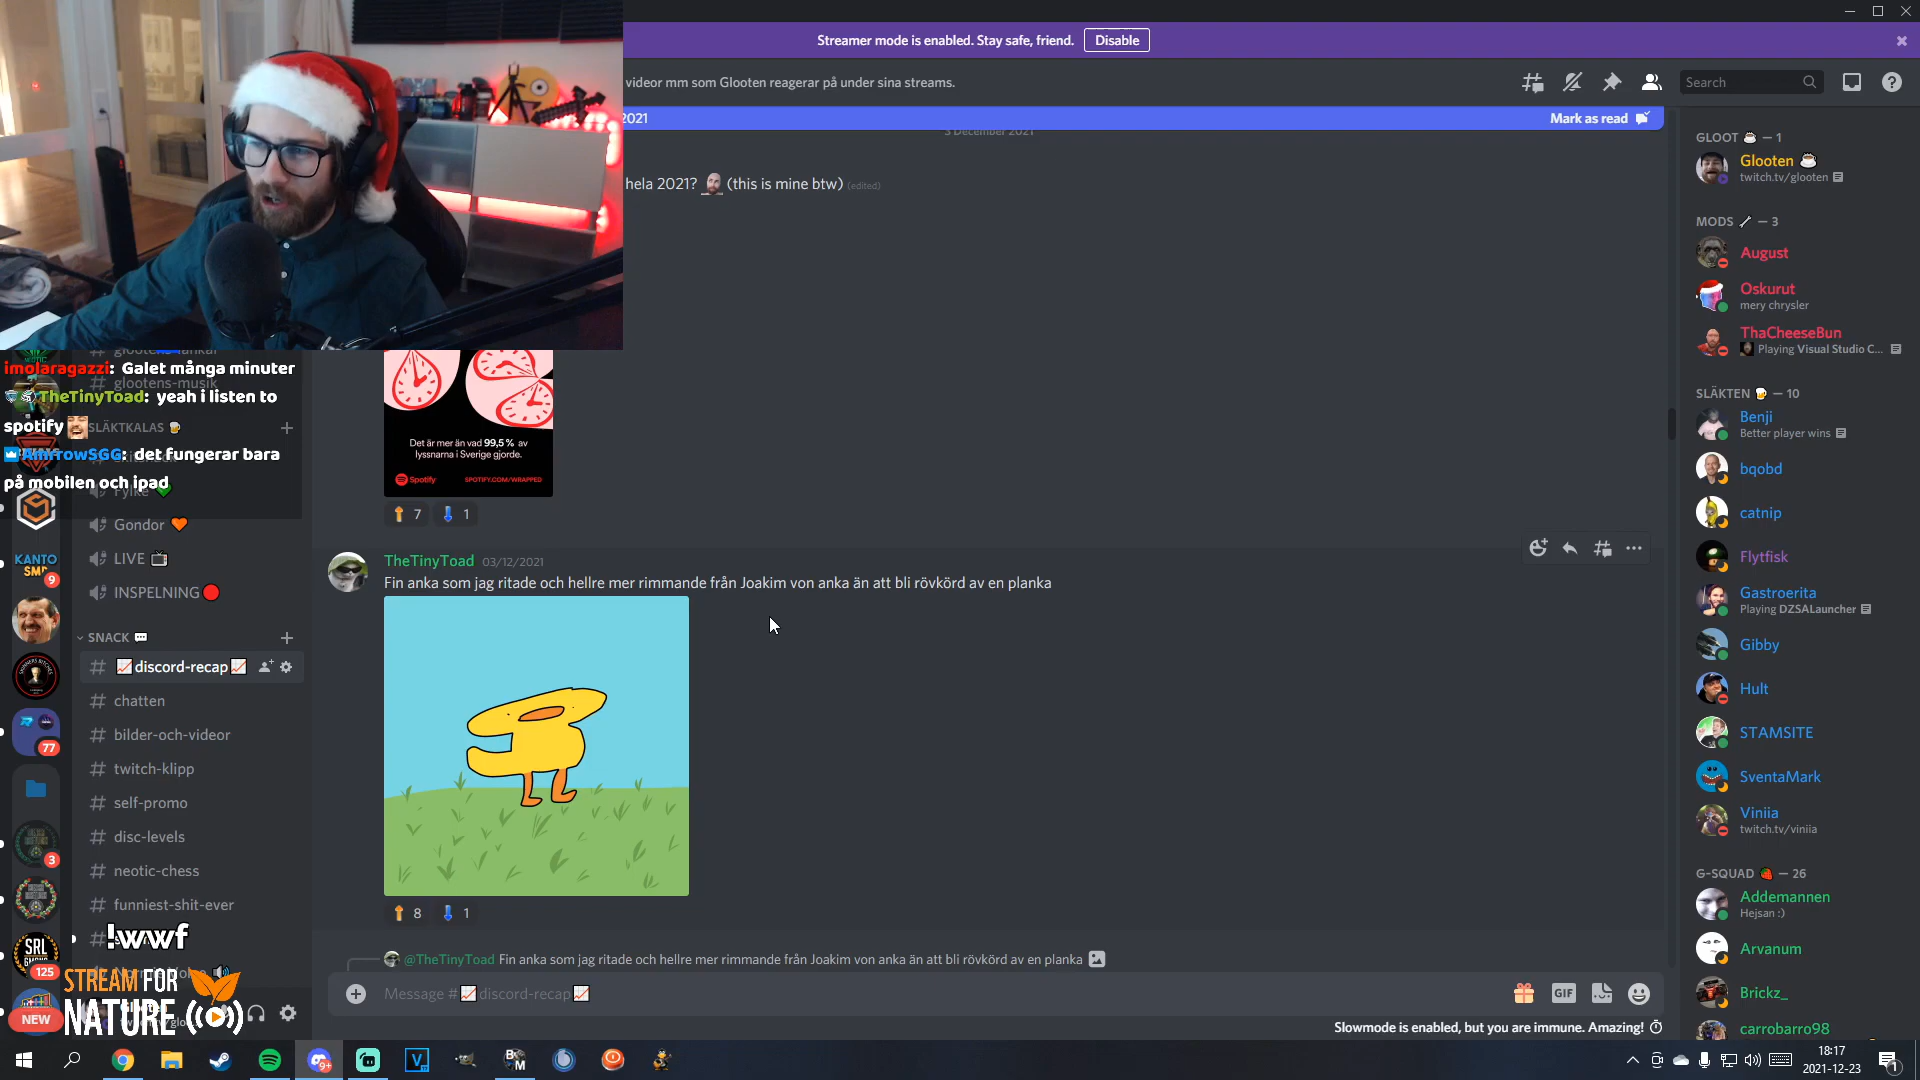 Streamer mode is enabled. Stay safe, friend.
Disable
videor mm som Glooten reagerar på under sina streams.
Search
2021
Mark as read
3 December 2021
hela 2021? (this is mine btw) (edited)
GLOOT ☕ — 1
Glooten ☕
twitch.tv/glooten
MODS — 3
August
Oskurut
mery chrysler
ThaCheeseBun
Playing Visual Studio C...
SLÄKTEN 🍺 — 10
Benji
Better player wins
bqobd
catnip
Flytfisk
Gastroerita
Playing DZSALauncher
Gibby
Hult
STAMSITE
SventaMark
Viniia
twitch.tv/viniia
G-SQUAD 🍓 — 26
Addemannen
Hejsan :)
Arvanum
Brickz_
carrobarro98
imolaragazzi: Galet många minuter
glootens-musik
TheTinyToad: yeah i listen to
spotify
SLÄKTKALAS 🍺
AmrrowSGG: det fungerar bara
på mobilen och ipad
Gondor 🧡
LIVE 📺
INSPELNING 🔴
SNACK 💬
📈discord-recap📈
chatten
bilder-och-videor
twitch-klipp
self-promo
disc-levels
neotic-chess
funniest-shit-ever
!wwf
STREAM FOR
NATURE
KANTO
SMP
9
77
3
SRL
125
NEW
Det är mer än vad 99,5 % av
lyssnarna i Sverige gjorde.
Spotify
SPOTIFY.COM/WRAPPED
7
1
TheTinyToad 03/12/2021
Fin anka som jag ritade och hellre mer rimmande från Joakim von anka än att bli rövkörd av en planka
8
1
@TheTinyToad Fin anka som jag ritade och hellre mer rimmande från Joakim von anka än att bli rövkörd av en planka
Message #📈discord-recap📈
GIF
Slowmode is enabled, but you are immune. Amazing!
18:17
2021-12-23